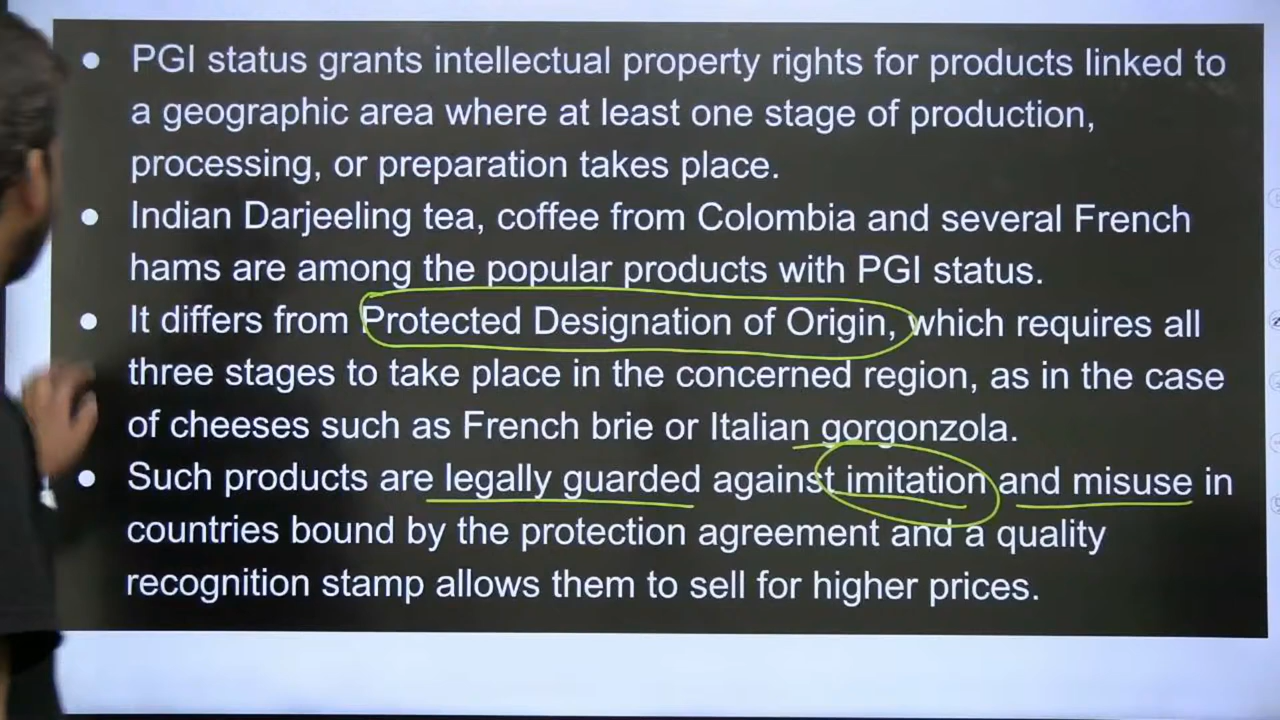 • PGI status grants intellectual property rights for products linked to
a geographic area where at least one stage of production,
processing, or preparation takes place.
• Indian Darjeeling tea, coffee from Colombia and several French
hams are among the popular products with PGI status.
• It differs from Protected Designation of Origin, which requires all
three stages to take place in the concerned region, as in the case
of cheeses such as French brie or Italian gorgonzola.
• Such products are legally guarded against imitation and misuse in
countries bound by the protection agreement and a quality
recognition stamp allows them to sell for higher prices.